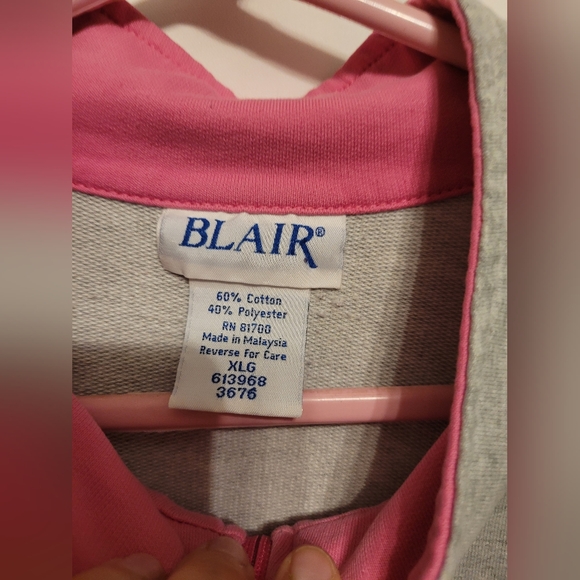 BLAIR®
60% Cotton
40% Polyester
RN 81700
Made in Malaysia
Reverse For Care
XLG
613968
3676